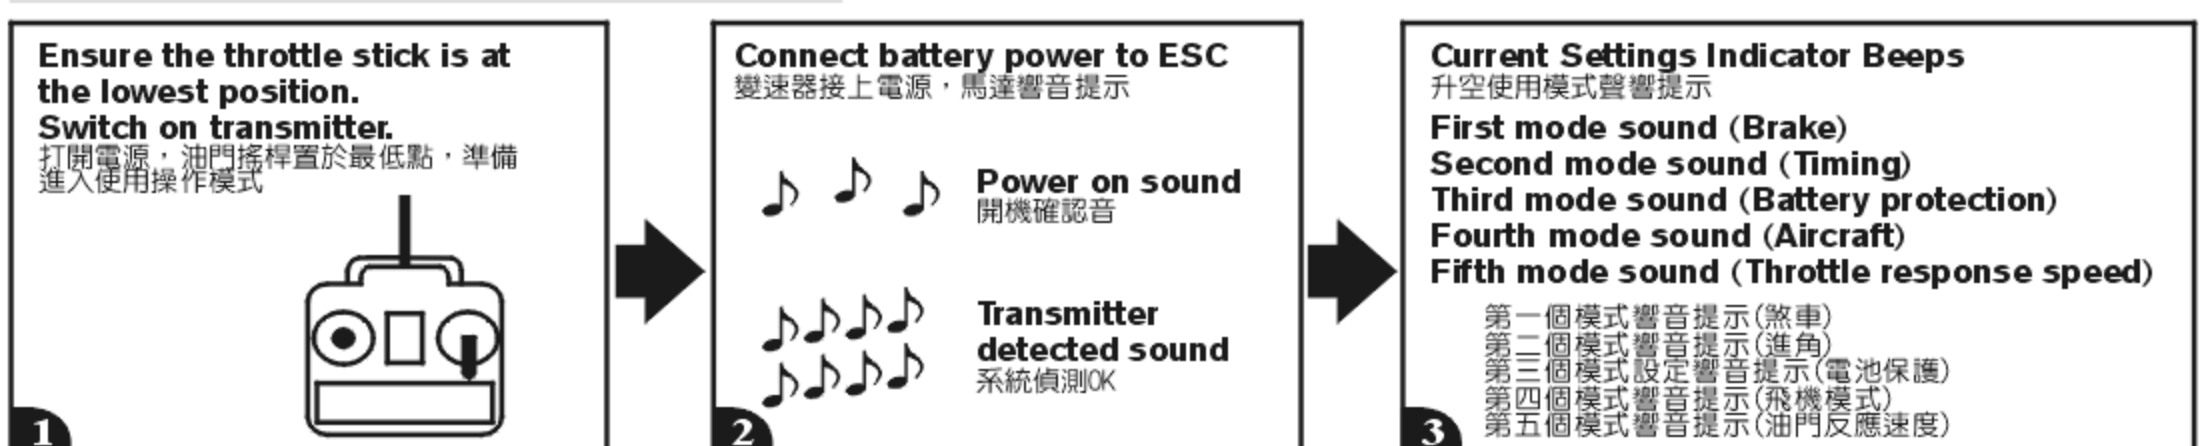 Ensure the throttle stick is at
the lowest position.
Switch on transmitter.
打開電源，油門搖桿置於最低點，準備
進入使用操作模式
1
Connect battery power to ESC
變速器接上電源，馬達響音提示
Power on sound
開機確認音
Transmitter
detected sound
系統偵測OK
2
Current Settings Indicator Beeps
升空使用模式聲響提示
First mode sound (Brake)
Second mode sound (Timing)
Third mode sound (Battery protection)
Fourth mode sound (Aircraft)
Fifth mode sound (Throttle response speed)
第一個模式響音提示(煞車)
第二個模式響音提示(進角)
第三個模式設定響音提示(電池保護)
第四個模式響音提示(飛機模式)
第五個模式響音提示(油門反應速度)
3